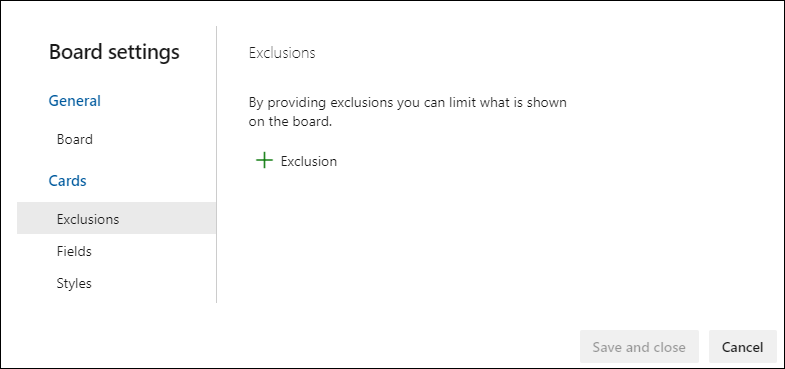 Board settings
General
Board
Cards
Exclusions
Fields
Styles
Exclusions
By providing exclusions you can limit what is shown
on the board.
Exclusion
Save and close
Cancel